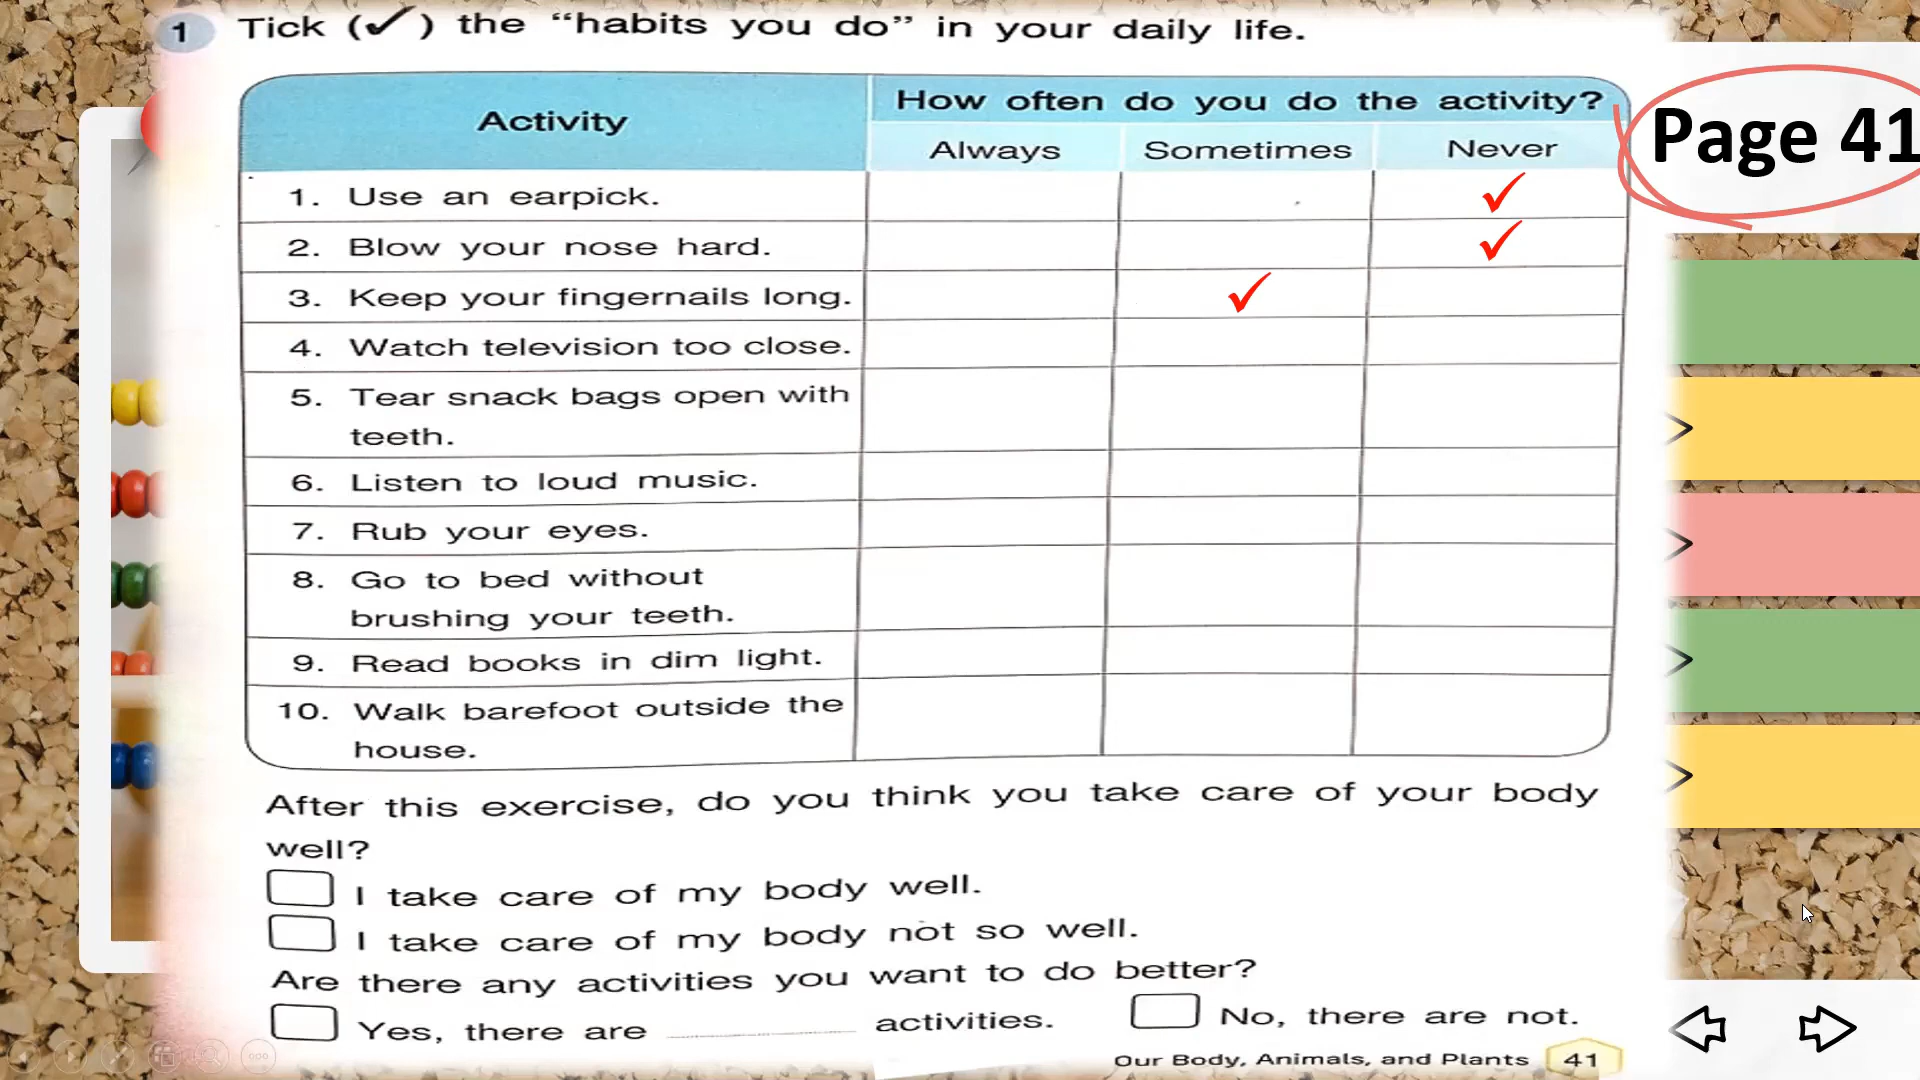 1 Tick (✓) the “habits you do” in your daily life.
Activity
How often do you do the activity?
Always Sometimes Never
1. Use an earpick. ✓
2. Blow your nose hard. ✓
3. Keep your fingernails long. ✓
4. Watch television too close.
5. Tear snack bags open with
teeth.
6. Listen to loud music.
7. Rub your eyes.
8. Go to bed without
brushing your teeth.
9. Read books in dim light.
10. Walk barefoot outside the
house.
After this exercise, do you think you take care of your body
well?
I take care of my body well.
I take care of my body not so well.
Are there any activities you want to do better?
Yes, there are activities. No, there are not.
Our Body, Animals, and Plants 41
Page 41